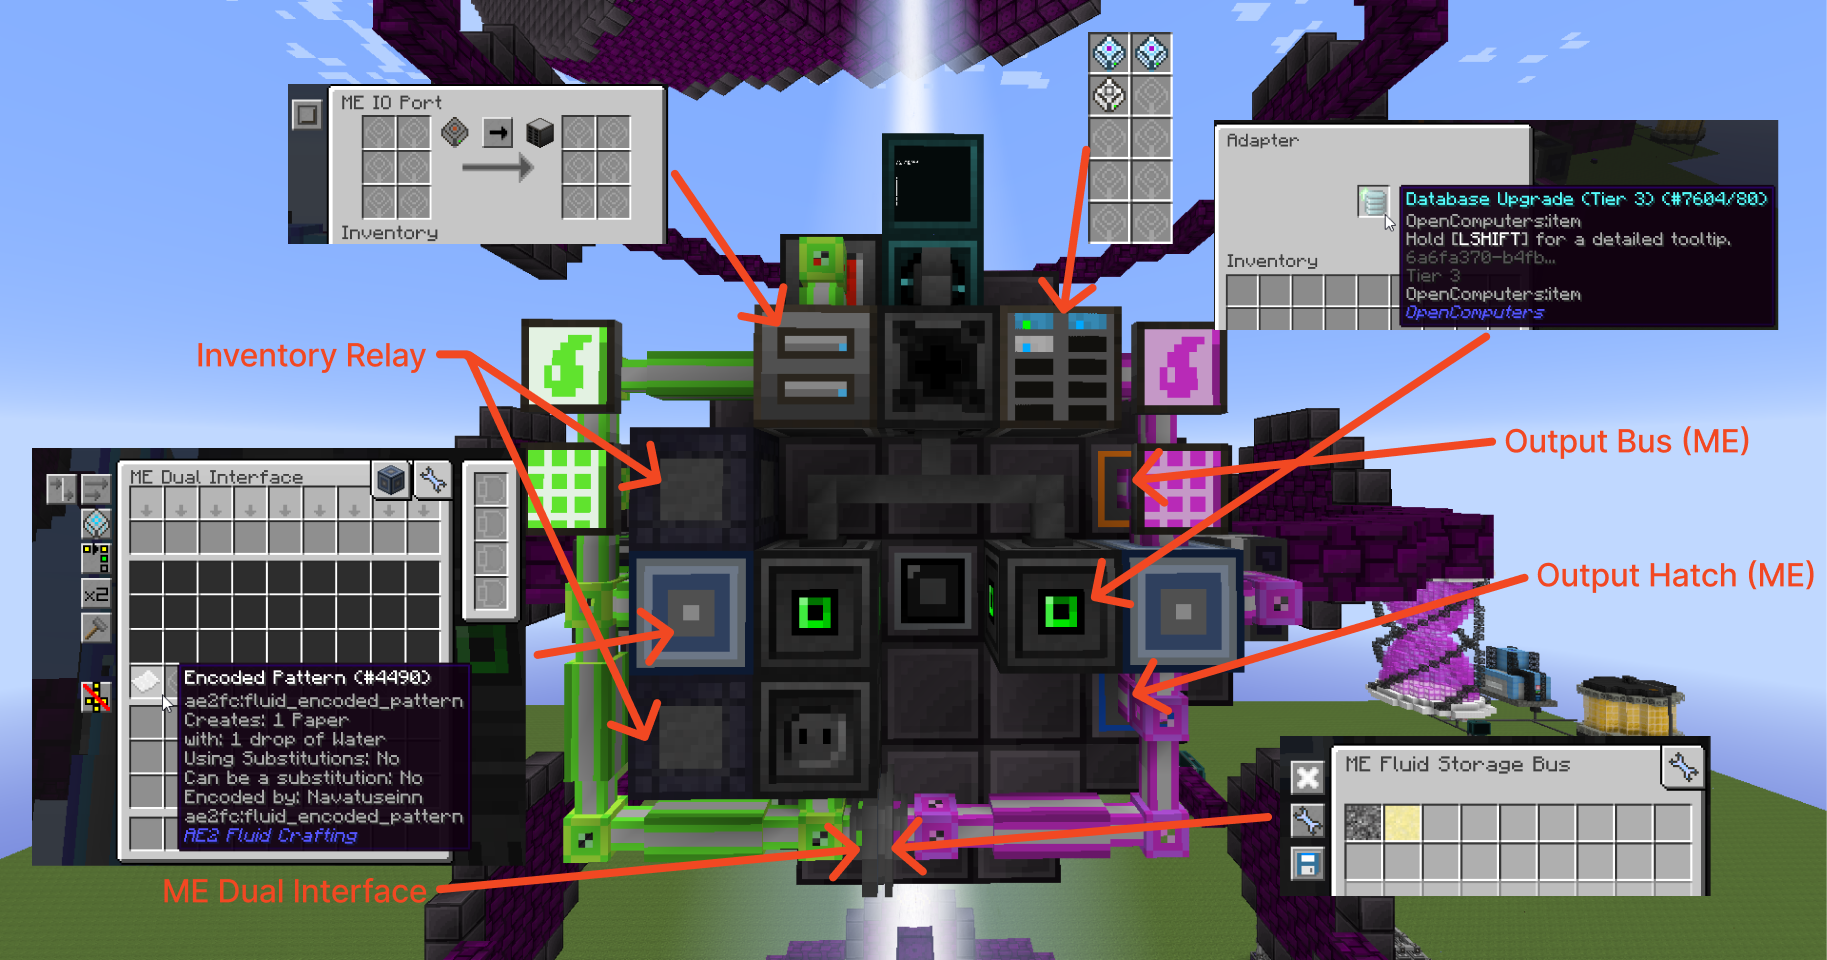 ME IO Port
Inventory
Adapter
Database Upgrade (Tier 3) (#7604/80)
OpenComputers:item
Hold [LSHIFT] for a detailed tooltip.
6a6fa370-b4fb…
Tier 3
OpenComputers:item
OpenComputers
Inventory
Inventory Relay
Output Bus (ME)
ME Dual Interface
x2
Encoded Pattern (#4490)
ae2fc:fluid_encoded_pattern
Creates: 1 Paper
with: 1 drop of Water
Using Substitutions: No
Can be a substitution: No
Encoded by: Navatuseinn
ae2fc:fluid_encoded_pattern
AE2 Fluid Crafting
Output Hatch (ME)
ME Fluid Storage Bus
ME Dual Interface